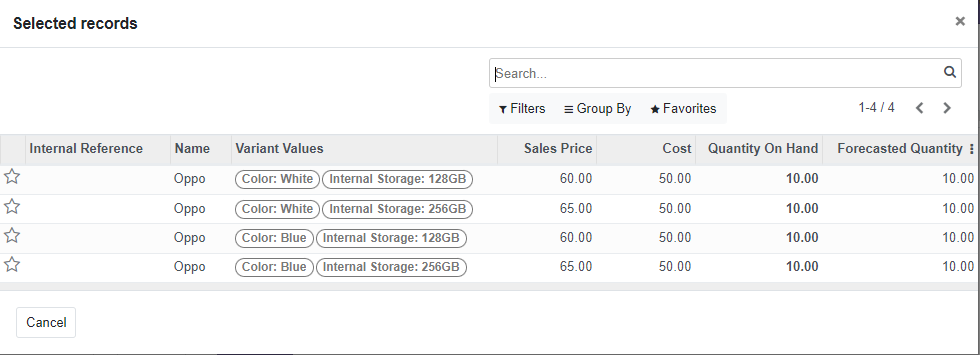 Selected records ×
Search...
Filters Group By Favorites 1-4 / 4
Internal Reference Name Variant Values Sales Price Cost Quantity On Hand Forecasted Quantity
Oppo Color: White Internal Storage: 128GB 60.00 50.00 10.00 10.00
Oppo Color: White Internal Storage: 256GB 65.00 50.00 10.00 10.00
Oppo Color: Blue Internal Storage: 128GB 60.00 50.00 10.00 10.00
Oppo Color: Blue Internal Storage: 256GB 65.00 50.00 10.00 10.00
Cancel